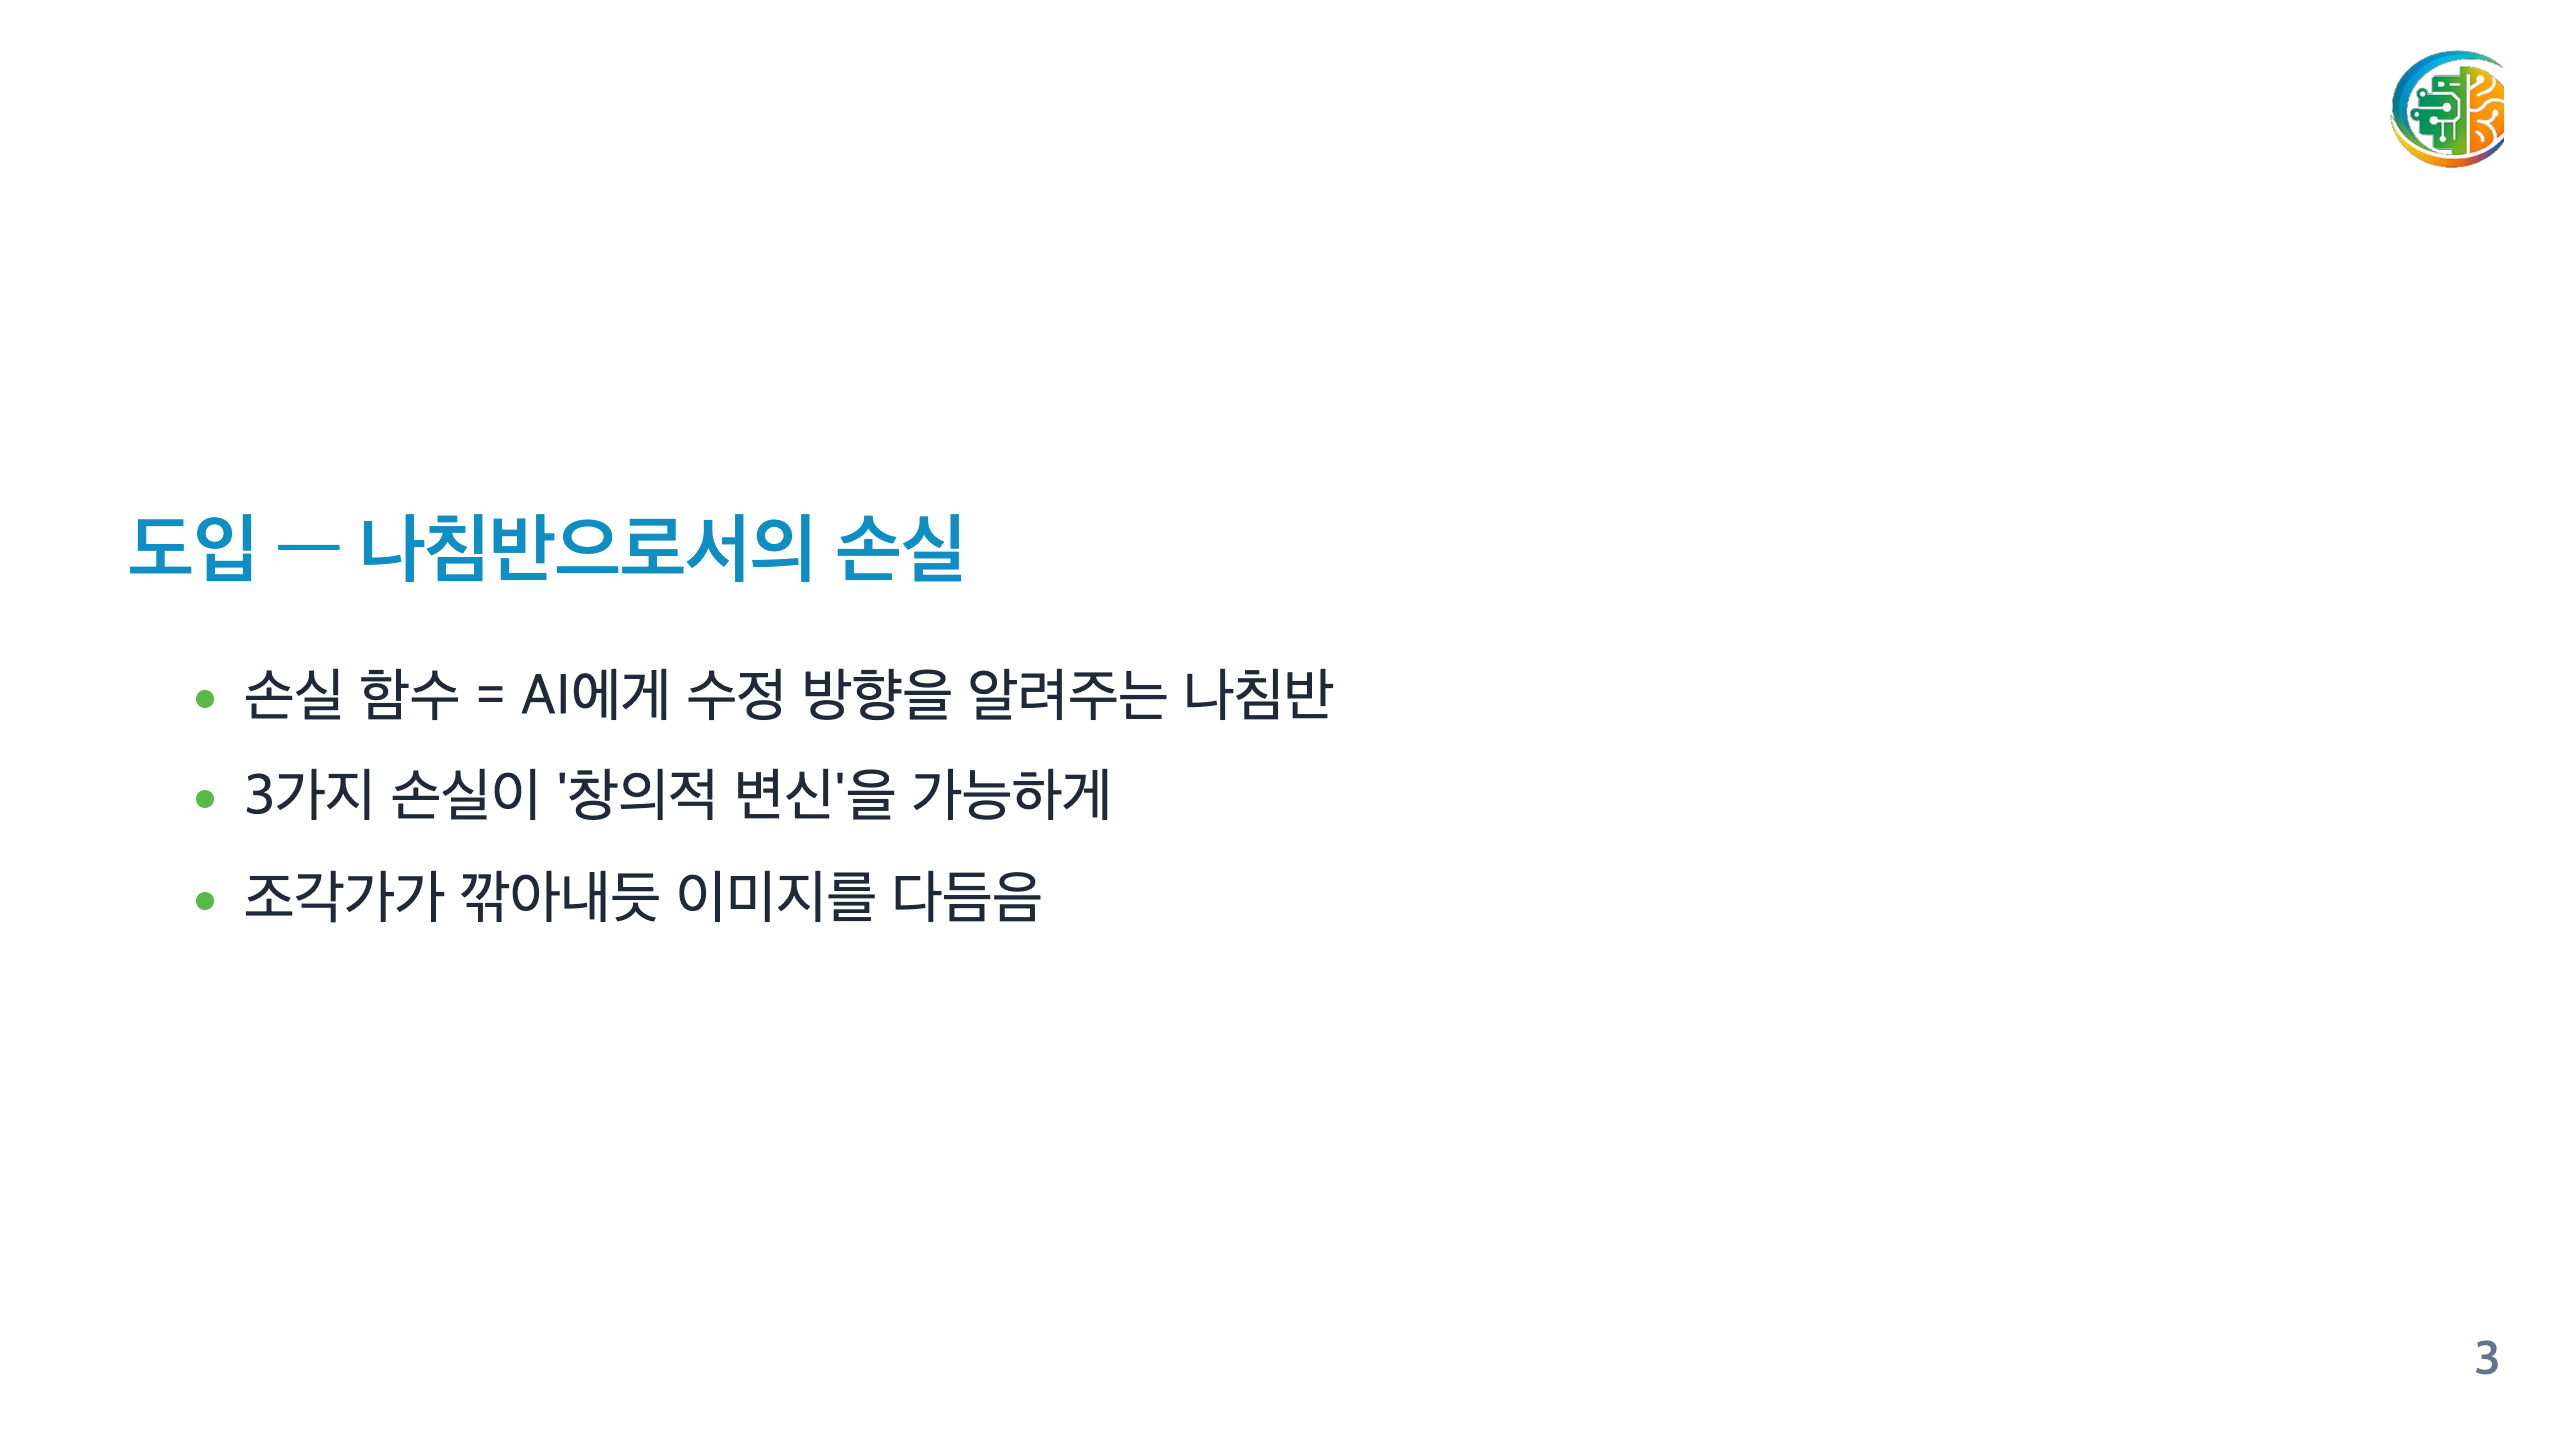 도입 — 나침반으로서의 손실
• 손실 함수 = AI에게 수정 방향을 알려주는 나침반
• 3가지 손실이 '창의적 변신'을 가능하게
• 조각가가 깎아내듯 이미지를 다듬음
3